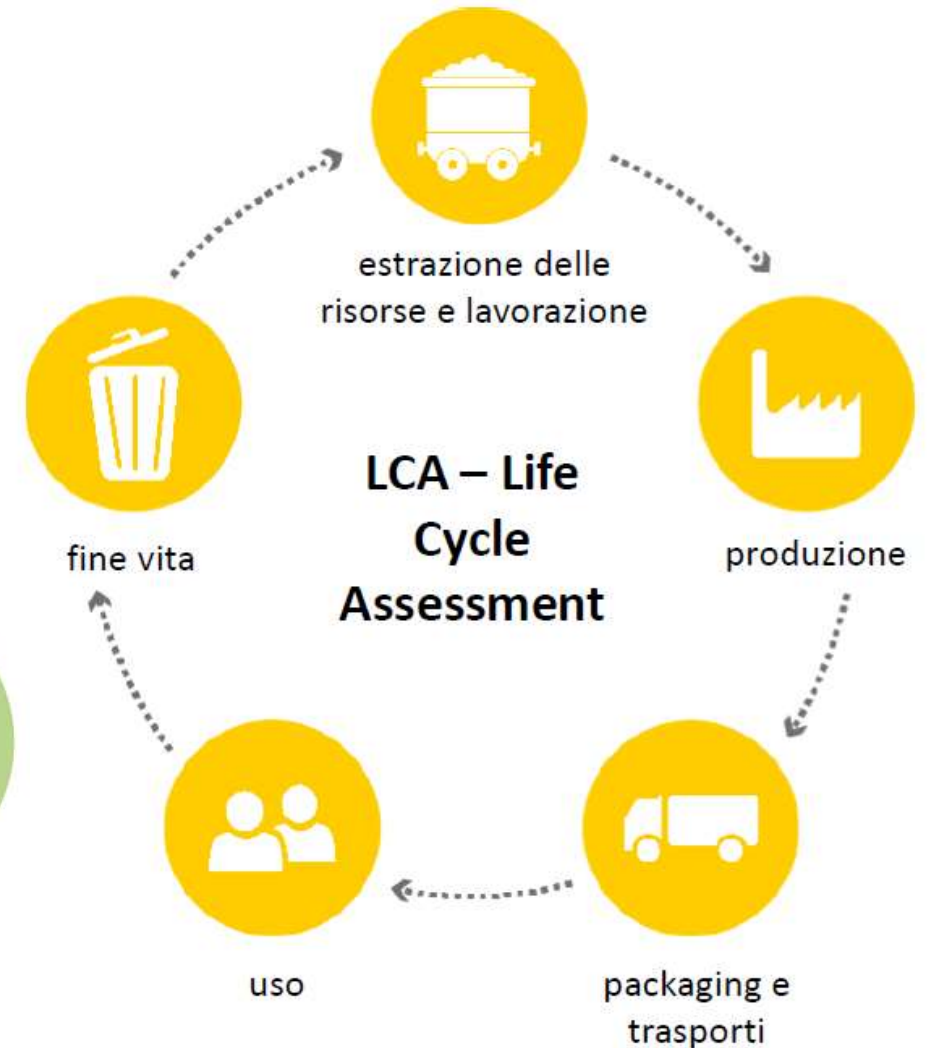 estrazione delle
risorse e lavorazione
LCA – Life
Cycle
Assessment
fine vita
produzione
uso
packaging e
trasporti